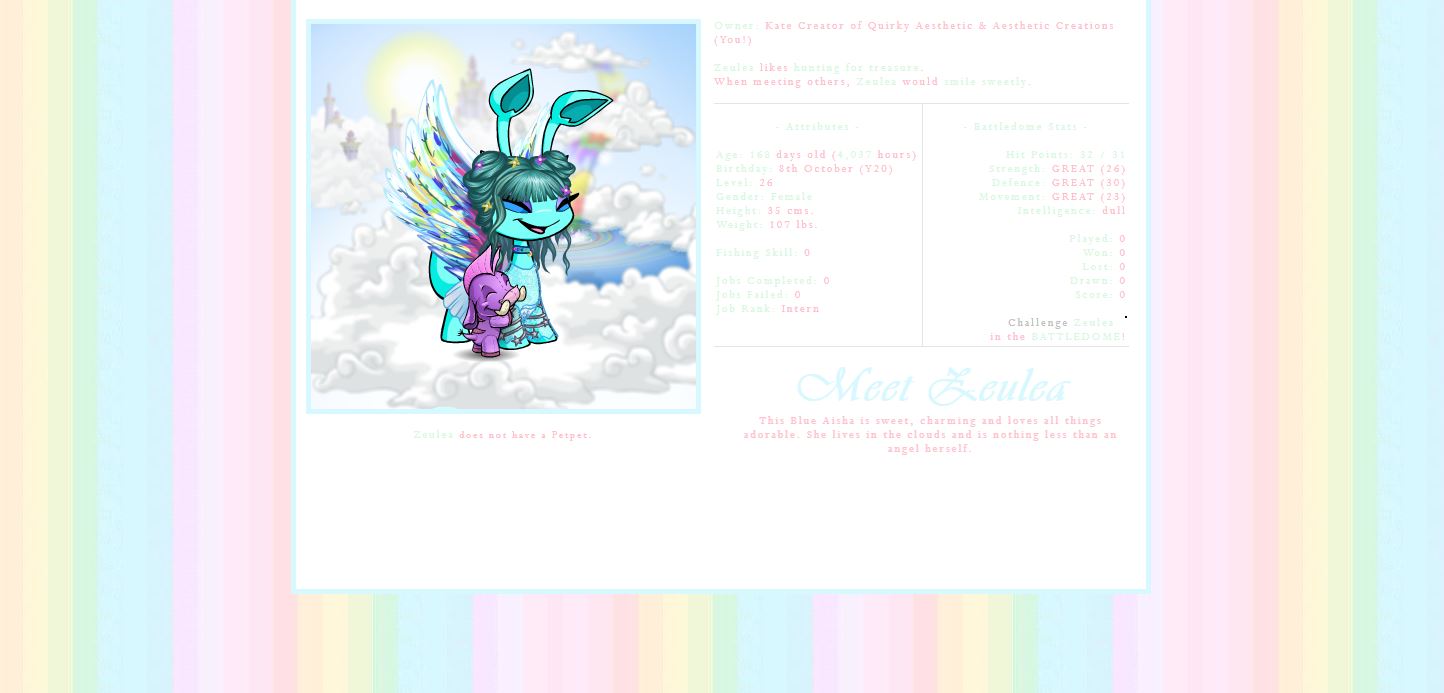 Owner: Kate Creator of Quirky Aesthetic & Aesthetic Creations
(You!)
Zeulea likes hunting for treasure.
When meeting others, Zeulea would smile sweetly.
- Attributes -
Age: 168 days old (4,037 hours)
Birthday: 8th October (Y20)
Level: 26
Gender: Female
Height: 35 cms.
Weight: 107 lbs.
Fishing Skill: 0
Jobs Completed: 0
Jobs Failed: 0
Job Rank: Intern
- Battledome Stats -
Hit Points: 32 / 31
Strength: GREAT (26)
Defence: GREAT (30)
Movement: GREAT (23)
Intelligence: dull
Played: 0
Won: 0
Lost: 0
Drawn: 0
Score: 0
Challenge Zeulea
in the BATTLEDOME!
Meet Zeulea
This Blue Aisha is sweet, charming and loves all things
adorable. She lives in the clouds and is nothing less than an
angel herself.
Zeulea does not have a Petpet.